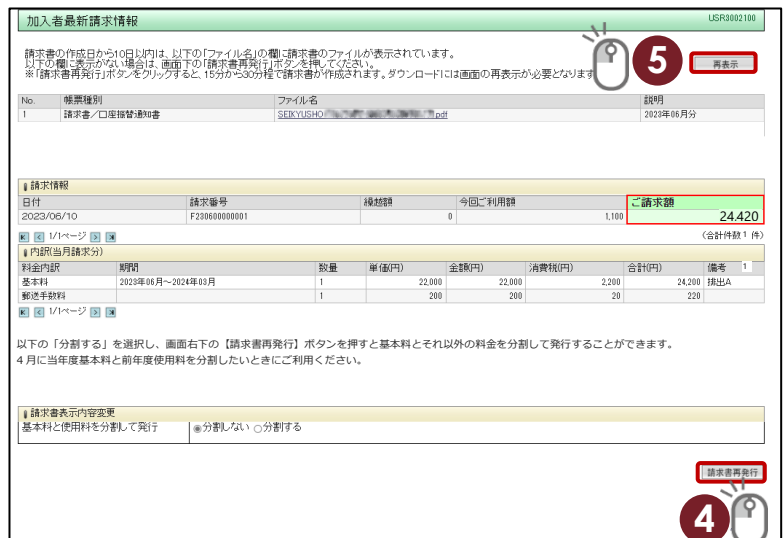 加入者最新請求情報
USR3002100
請求書の作成日から10日以内は、以下の「ファイル名」の欄に請求書のファイルが表示されています。
以下の欄に表示がない場合は、画面下の「請求書再発行」ボタンを押してください。
※「請求書再発行」ボタンをクリックすると、15分から30分程で請求書が作成されます。ダウンロードには画面の再表示が必要となります
5
再表示
No. 帳票種別 ファイル名 説明
1 請求書/口座振替通知書 SEIKYUSHO .pdf 2023年06月分
請求情報
日付 請求番号 繰越額 今回ご利用額 ご請求額
2023/06/10 F230600000001 0 1,100 24.420
1/1ページ (合計件数1 件)
内訳(当月請求分)
料金内訳 期間 数量 単価(円) 金額(円) 消費税(円) 合計(円) 備考 1
基本料 2023年06月～2024年03月 1 22,000 22,000 2,200 24,200 排出A
郵送手数料 1 200 200 20 220
1/1ページ
以下の「分割する」を選択し、画面右下の【請求書再発行】ボタンを押すと基本料とそれ以外の料金を分割して発行することができます。
4月に当年度基本料と前年度使用料を分割したいときにご利用ください。
請求書表示内容変更
基本料と使用料を分割して発行 分割しない 分割する
請求書再発行
4